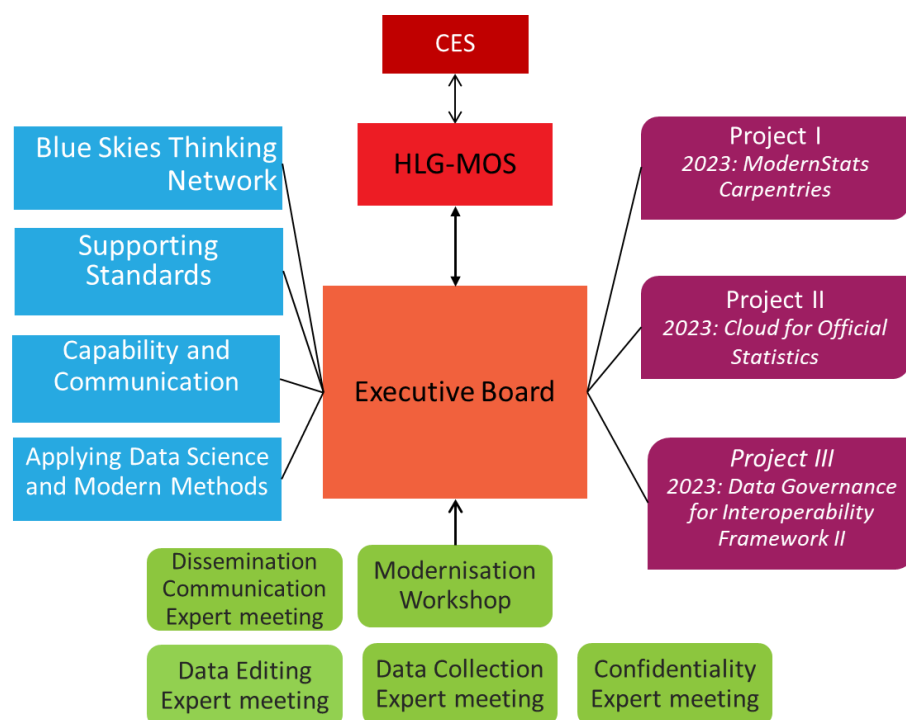 CES
HLG-MOS
Blue Skies Thinking
Network
Supporting
Standards
Capability and
Communication
Applying Data Science
and Modern Methods
Executive Board
Project I
2023: ModernStats
Carpentries
Project II
2023: Cloud for Official
Statistics
Project III
2023: Data Governance
for Interoperability
Framework II
Dissemination
Communication
Expert meeting
Modernisation
Workshop
Data Editing
Expert meeting
Data Collection
Expert meeting
Confidentiality
Expert meeting